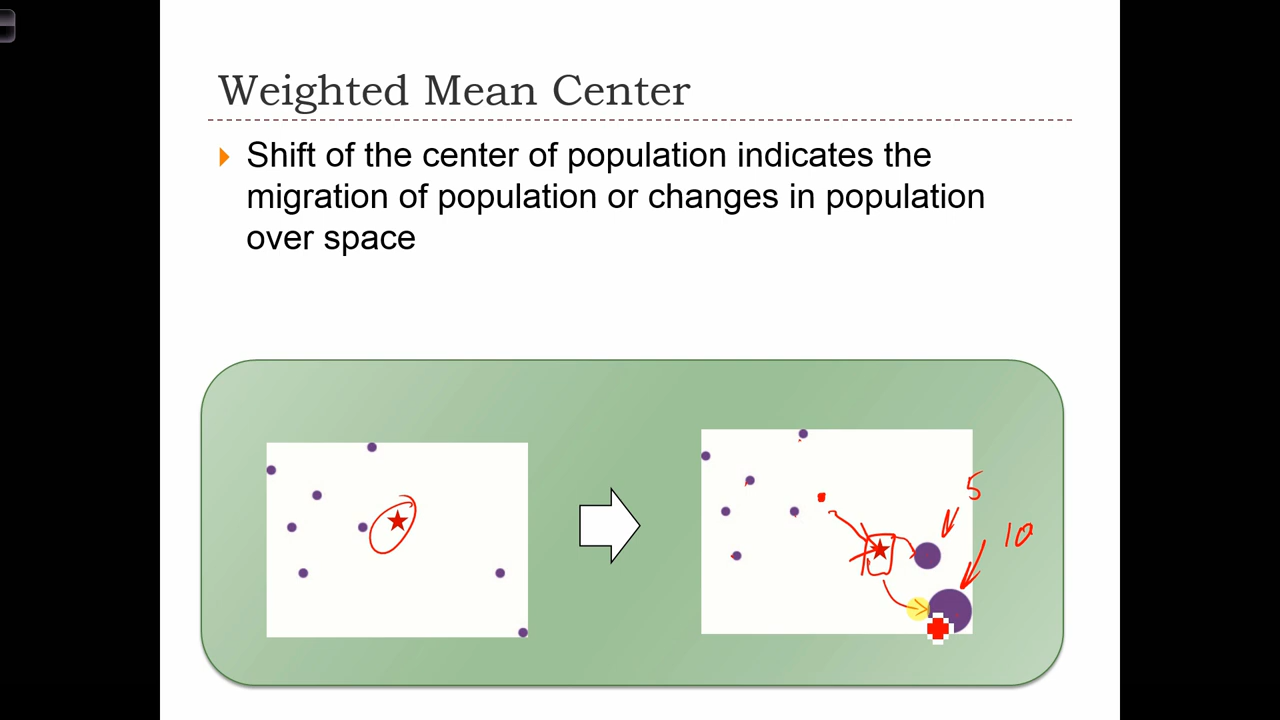 Weighted Mean Center
Shift of the center of population indicates the
migration of population or changes in population
over space
5
10